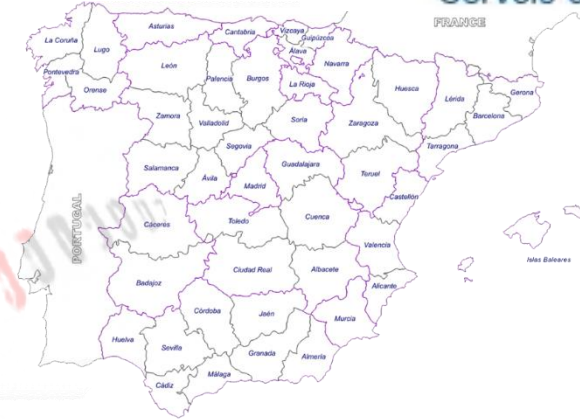 FRANCE
Asturias
Cantabria
Vizcaya
Guipúzcoa
La Coruña
Lugo
Álava
Navarra
León
Pontevedra
Orense
Palencia
Burgos
La Rioja
Huesca
Lérida
Gerona
Zamora
Valladolid
Soria
Zaragoza
Barcelona
Segovia
Tarragona
Salamanca
Ávila
Madrid
Guadalajara
Teruel
Castellón
PORTUGAL
Cáceres
Toledo
Cuenca
Valencia
Islas Baleares
Badajoz
Ciudad Real
Albacete
Alicante
Córdoba
Jaén
Murcia
Huelva
Sevilla
Granada
Almería
Málaga
Cádiz